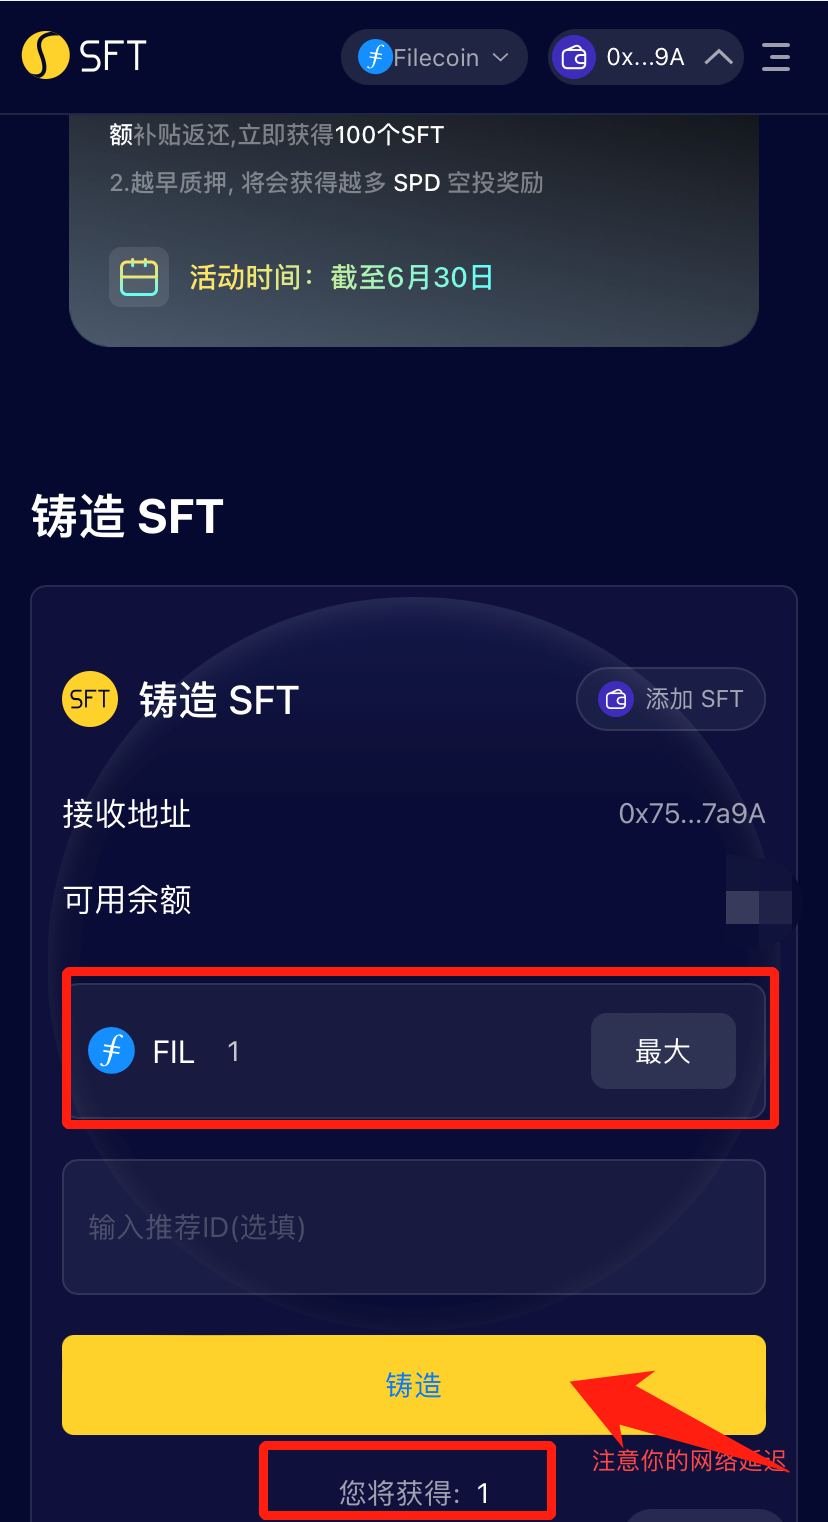 SFT
Filecoin
0x...9A
额补贴返还,立即获得100个SFT
2.越早质押, 将会获得越多 SPD 空投奖励
活动时间：截至6月30日
铸造 SFT
SFT
铸造 SFT
添加 SFT
接收地址
0x75...7a9A
可用余额
FIL
1
最大
输入推荐ID(选填)
铸造
注意你的网络延迟
您将获得: 1